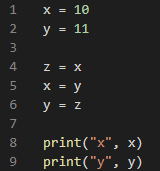 1 x = 10
2 y = 11
3
4 z = x
5 x = y
6 y = z
7
8 print("x", x)
9 print("y", y)